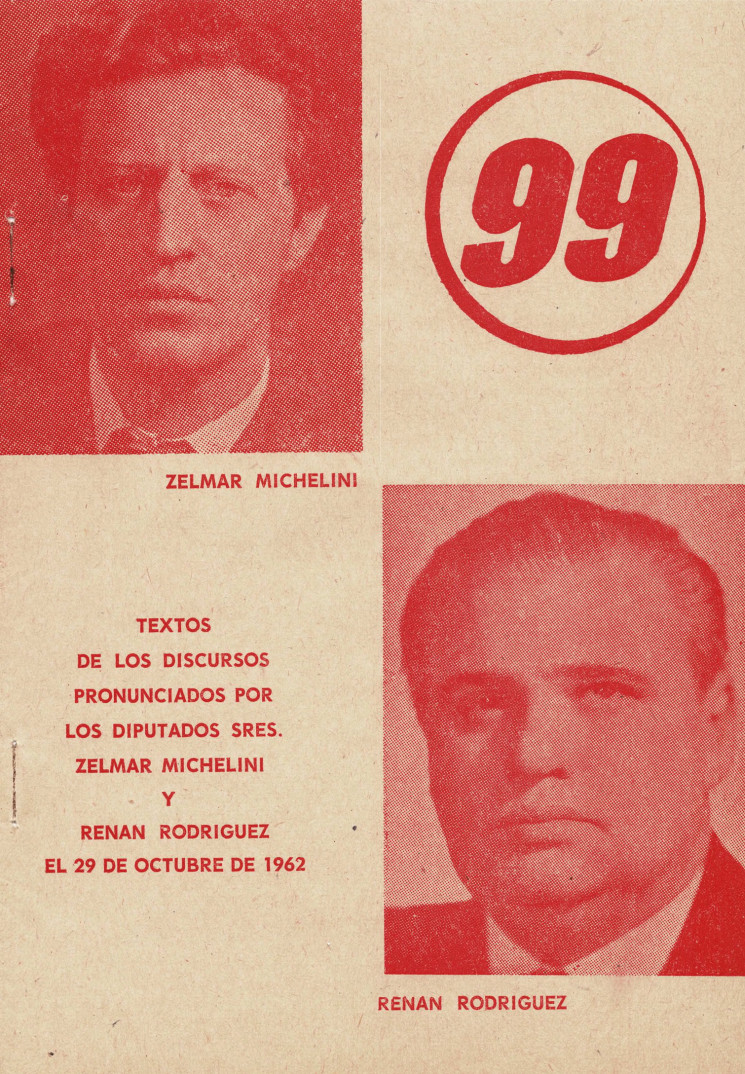 99
ZELMAR MICHELINI
TEXTOS
DE LOS DISCURSOS
PRONUNCIADOS POR
LOS DIPUTADOS SRES.
ZELMAR MICHELINI
Y
RENAN RODRIGUEZ
EL 29 DE OCTUBRE DE 1962
RENAN RODRIGUEZ